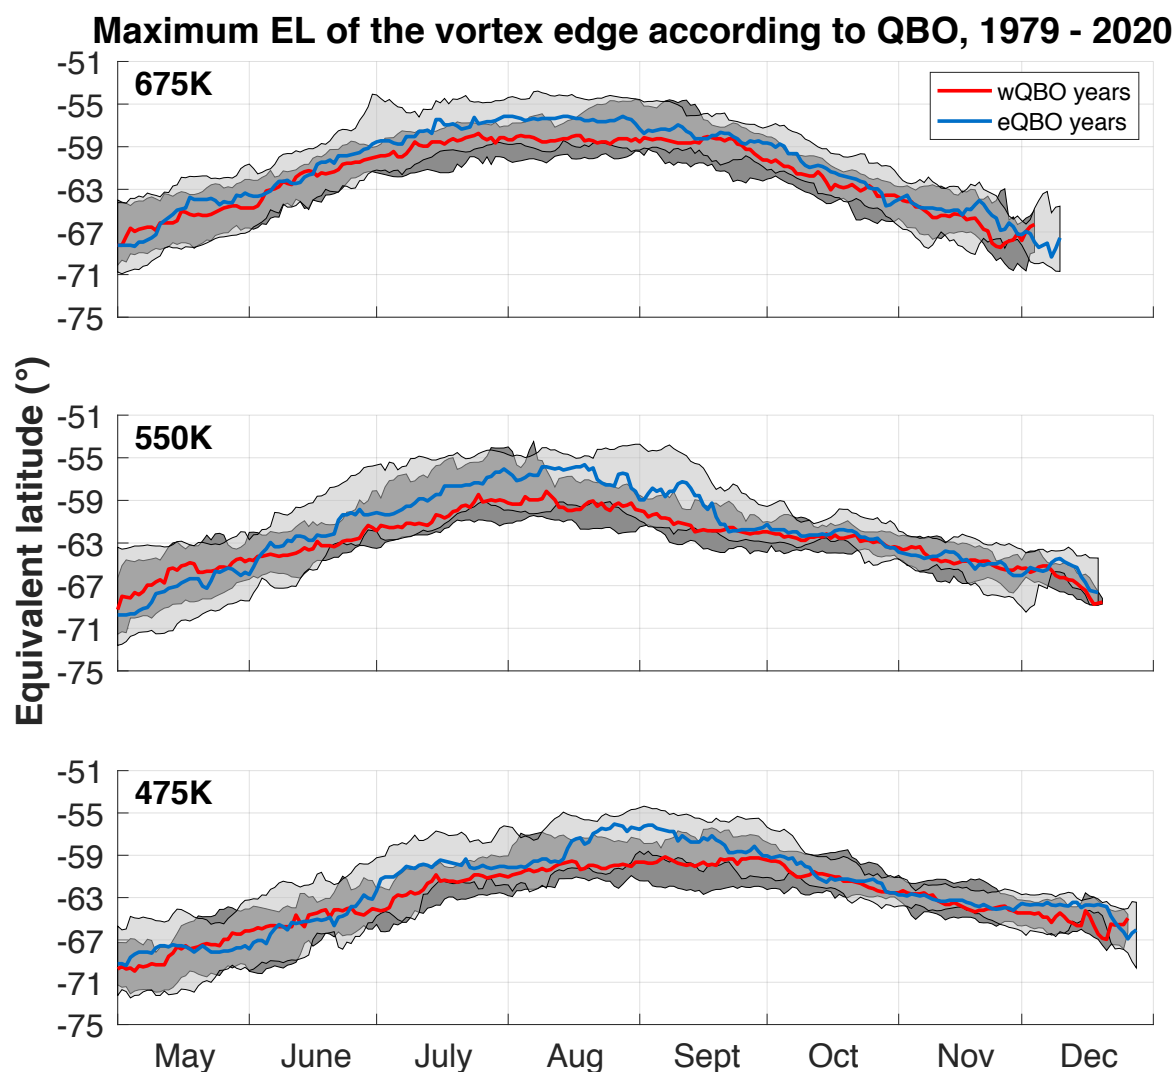 Maximum EL of the vortex edge according to QBO, 1979 - 2020
-51
-55
-59
-63
-67
-71
-75
675K
wQBO years
eQBO years
Equivalent latitude (°)
-51
-55
-59
-63
-67
-71
-75
550K
-51
-55
-59
-63
-67
-71
-75
475K
May June July Aug Sept Oct Nov Dec